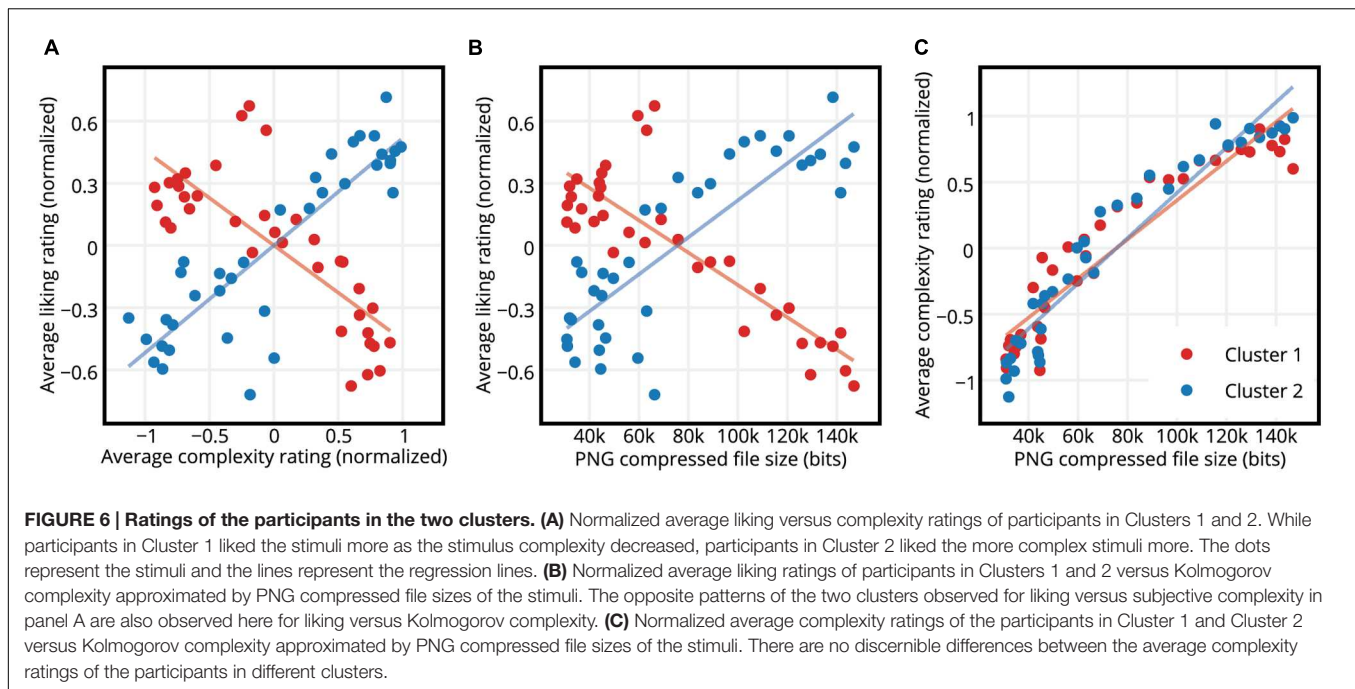 A
B
C
Average liking rating (normalized)
0.6
0.3
0
−0.3
−0.6
−1
−0.5
0
0.5
1
Average complexity rating (normalized)
Average liking rating (normalized)
0.6
0.3
0
−0.3
−0.6
40k
60k
80k
100k
120k
140k
PNG compressed file size (bits)
Average complexity rating (normalized)
1
0.5
0
−0.5
−1
40k
60k
80k
100k
120k
140k
PNG compressed file size (bits)
Cluster 1
Cluster 2
FIGURE 6 | Ratings of the participants in the two clusters. (A) Normalized average liking versus complexity ratings of participants in Clusters 1 and 2. While
participants in Cluster 1 liked the stimuli more as the stimulus complexity decreased, participants in Cluster 2 liked the more complex stimuli more. The dots
represent the stimuli and the lines represent the regression lines. (B) Normalized average liking ratings of participants in Clusters 1 and 2 versus Kolmogorov
complexity approximated by PNG compressed file sizes of the stimuli. The opposite patterns of the two clusters observed for liking versus subjective complexity in
panel A are also observed here for liking versus Kolmogorov complexity. (C) Normalized average complexity ratings of the participants in Cluster 1 and Cluster 2
versus Kolmogorov complexity approximated by PNG compressed file sizes of the stimuli. There are no discernible differences between the average complexity
ratings of the participants in different clusters.